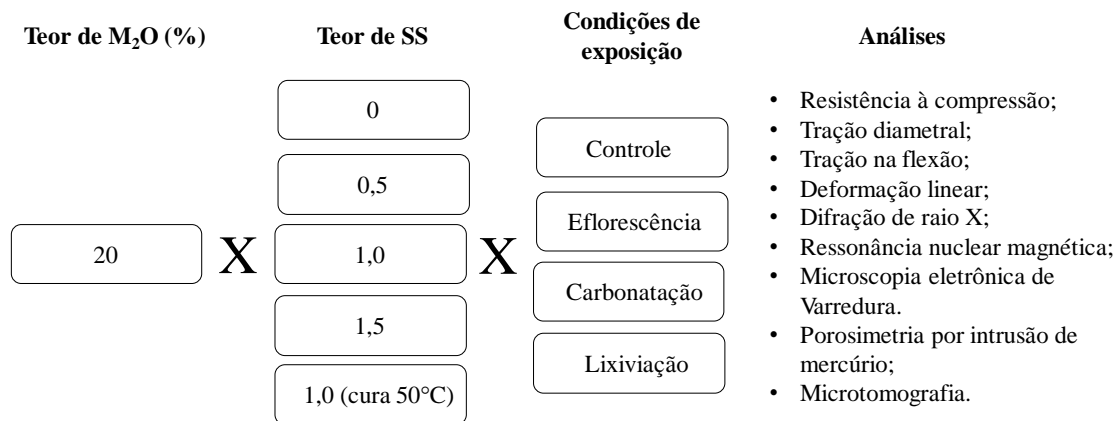 Teor de M₂O (%)
Teor de SS
Condições de
exposição
Análises
20
X
0
0,5
1,0
1,5
1,0 (cura 50°C)
X
Controle
Eflorescência
Carbonatação
Lixiviação
• Resistência à compressão;
• Tração diametral;
• Tração na flexão;
• Deformação linear;
• Difração de raio X;
• Ressonância nuclear magnética;
• Microscopia eletrônica de
Varredura.
• Porosimetria por intrusão de
mercúrio;
• Microtomografia.